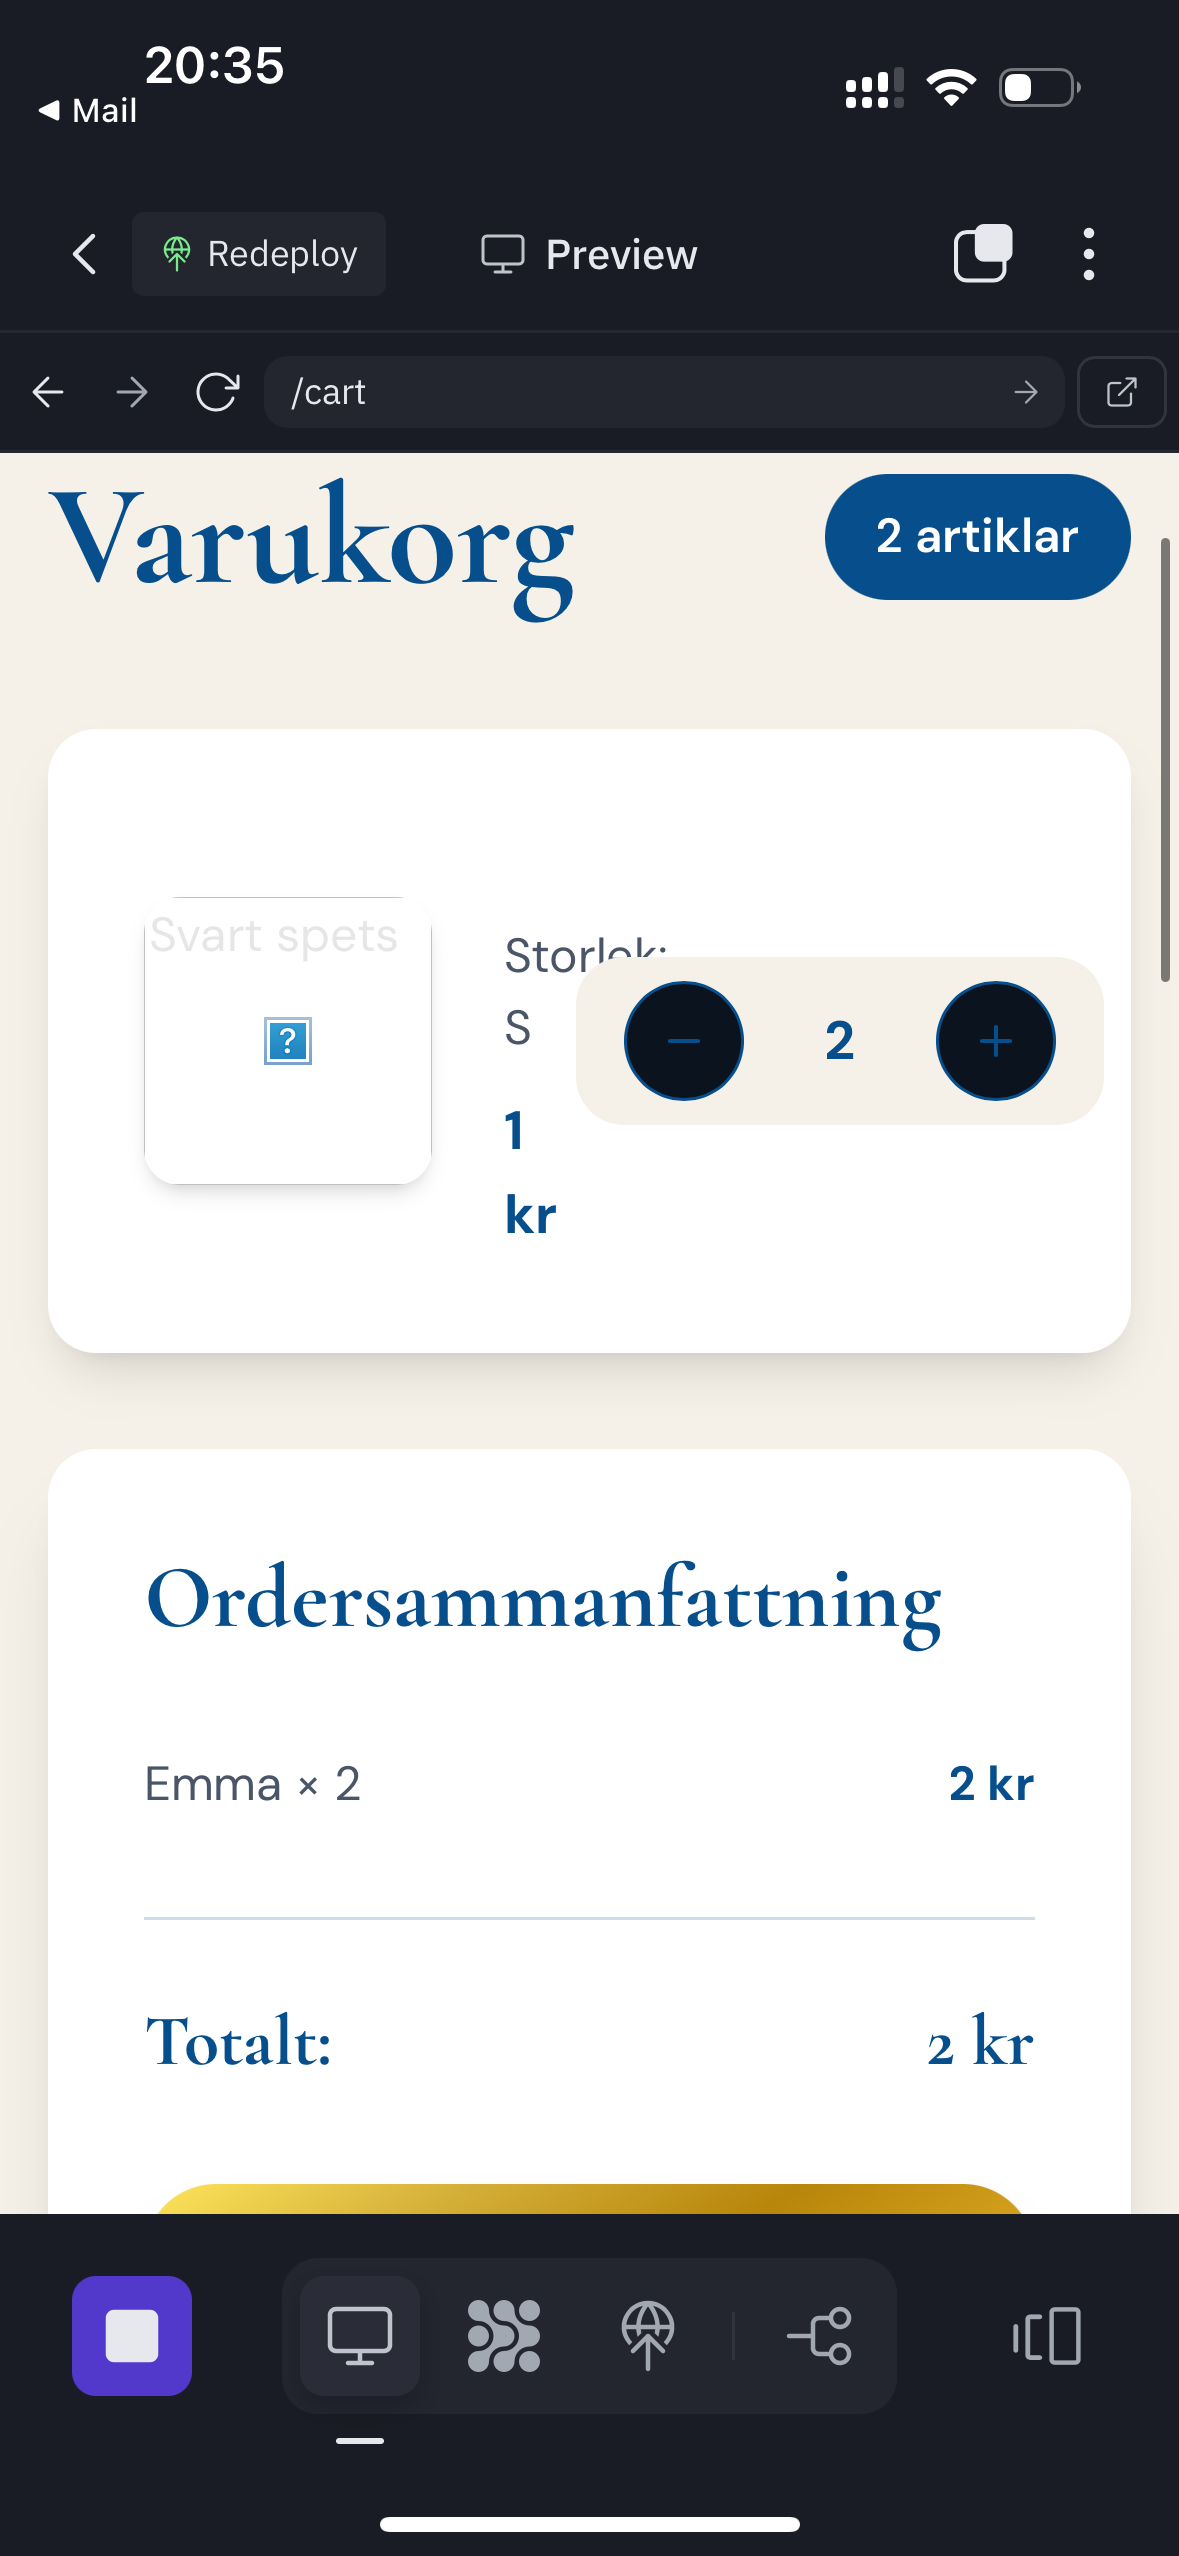 20:35
Mail
Redeploy
Preview
/cart
Varukorg
2 artiklar
Svart spets
?
Storlek:
S
1
kr
2
Ordersammanfattning
Emma × 2
2 kr
Totalt:
2 kr